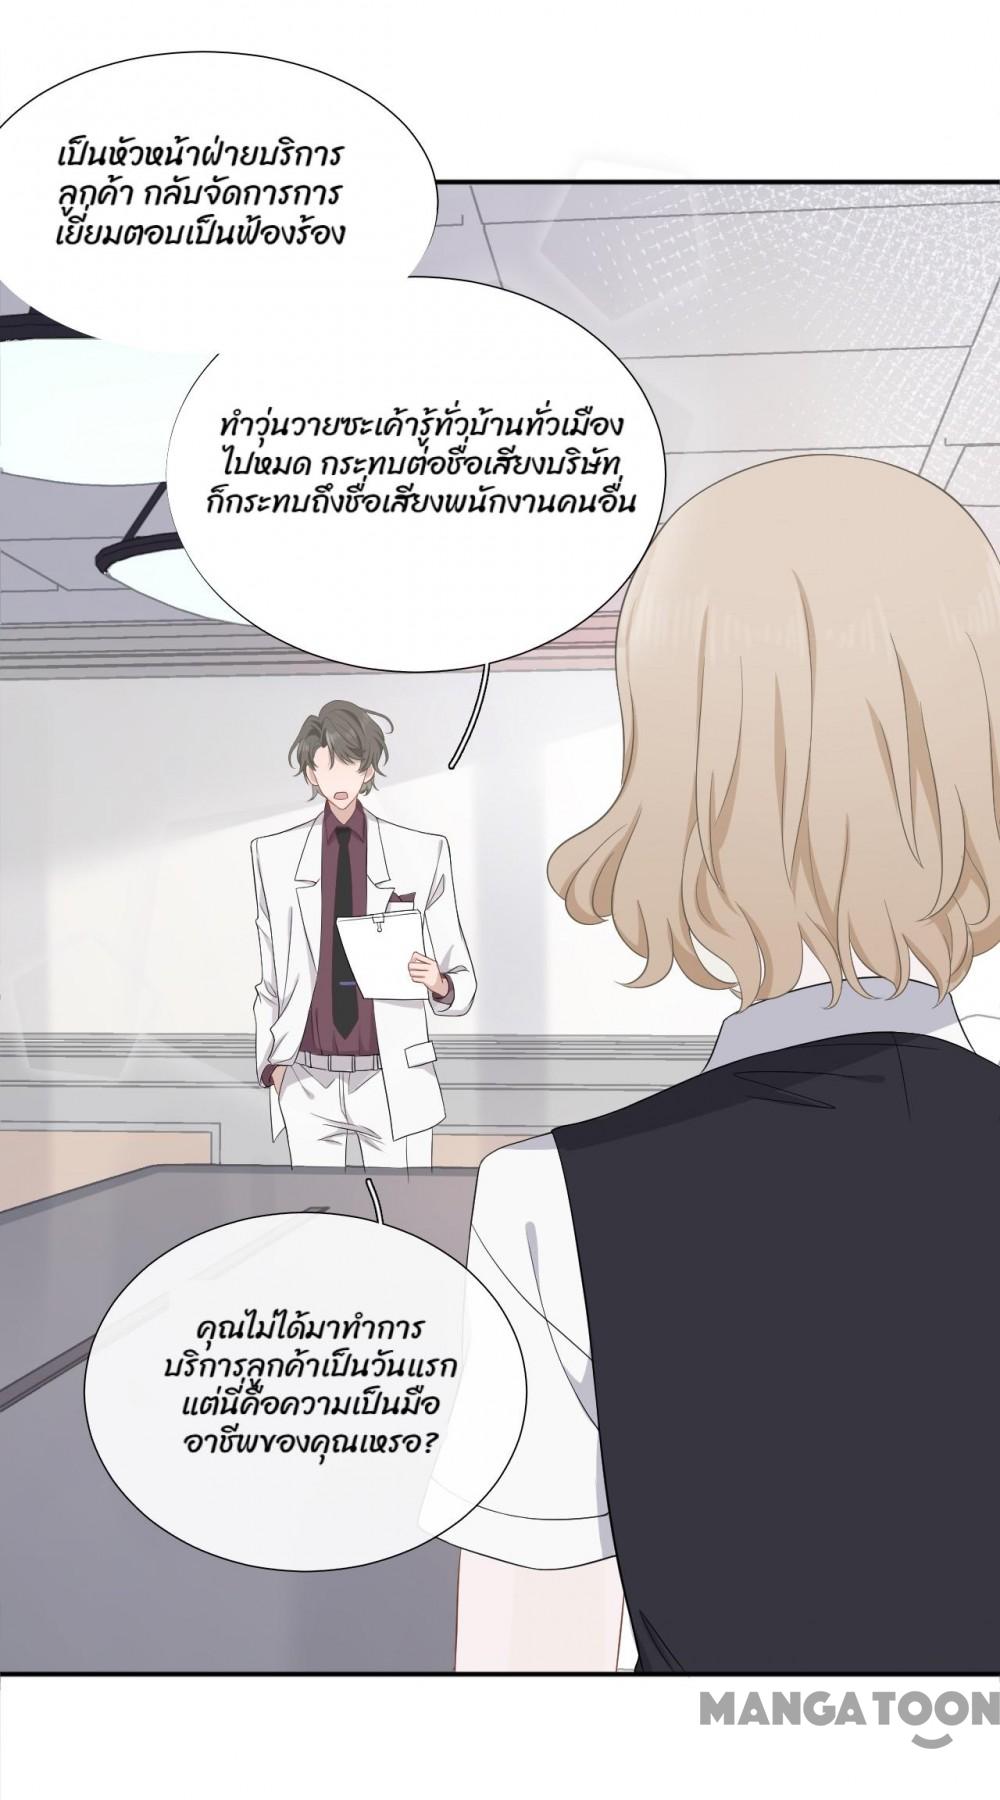 เป็นหัวหน้าฝ่ายบริการ
ลูกค้า กลับจัดการการ
เยี่ยมตอบเป็นฟ้องร้อง
ทำวุ่นวายซะเค้ารู้ทั่วบ้านทั่วเมือง
ไปหมด กระทบต่อชื่อเสียงบริษัท
ก็กระทบถึงชื่อเสียงพนักงานคนอื่น
คุณไม่ได้มาทำการ
บริการลูกค้าเป็นวันแรก
แต่นี่คือความเป็นมือ
อาชีพของคุณเหรอ?
MANGATOON